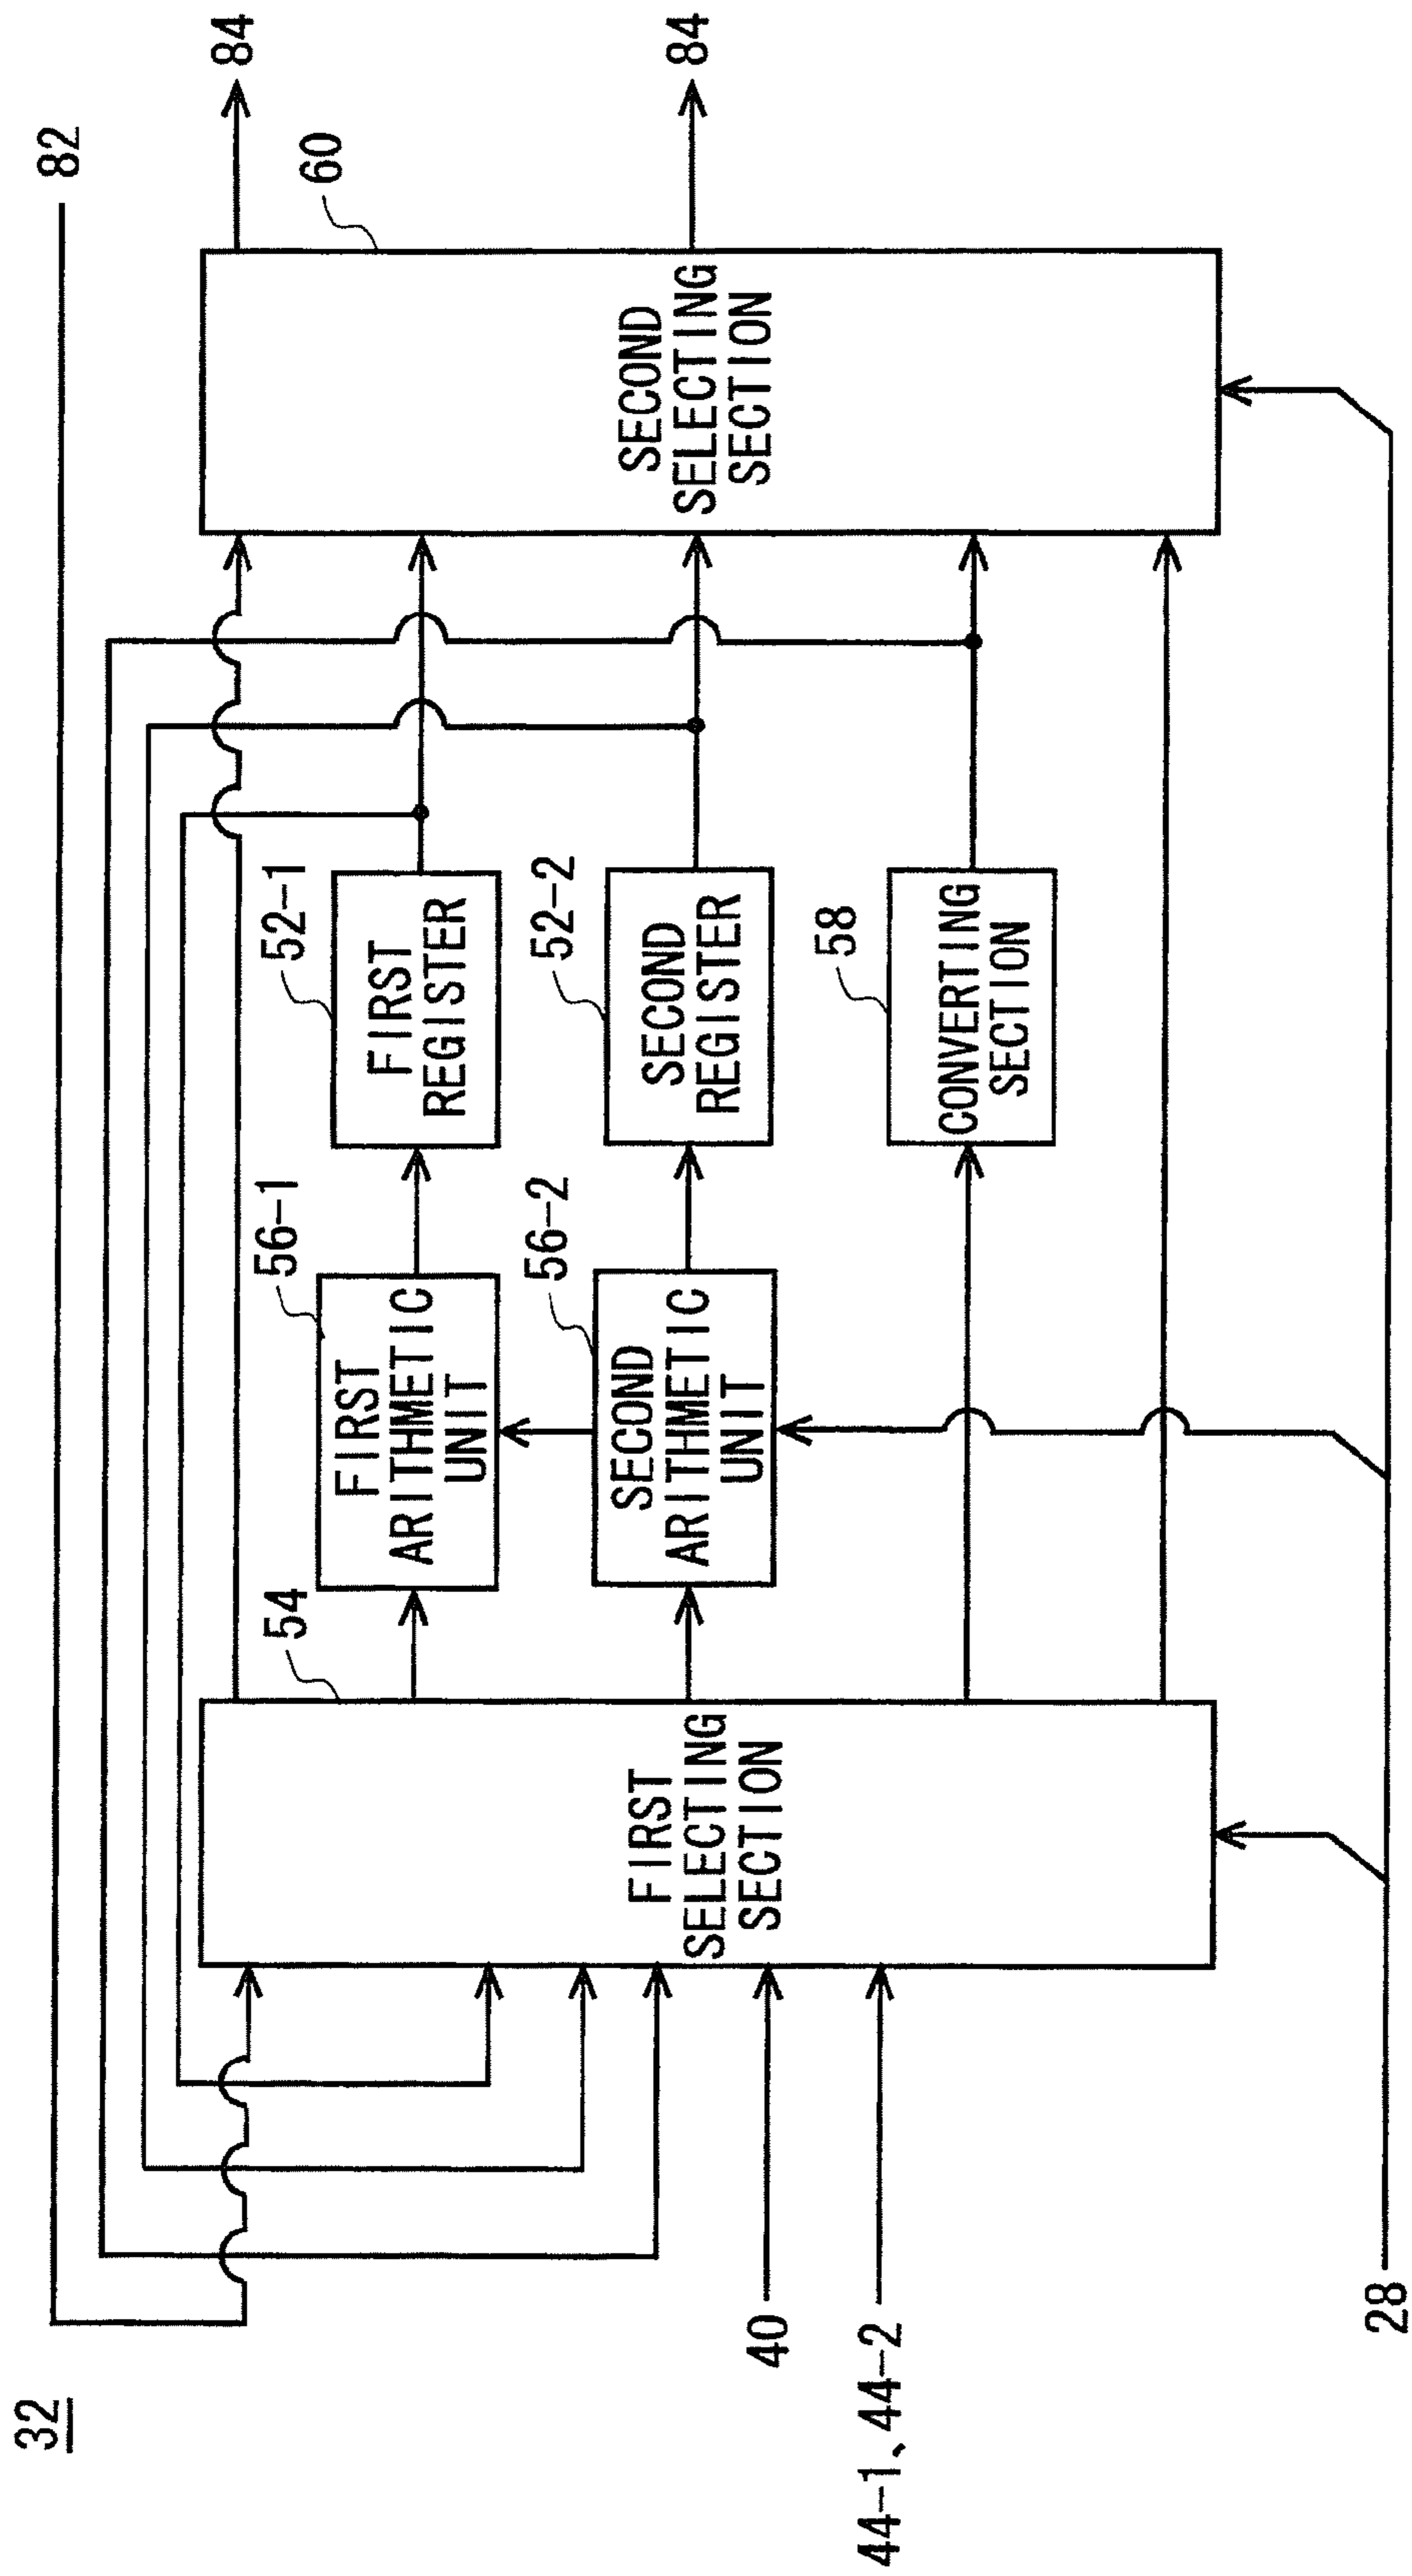 32
82
84
84
60
SECOND
SELECTING
SECTION
52-1
FIRST
REGISTER
52-2
SECOND
REGISTER
58
CONVERTING
SECTION
56-1
FIRST
ARITHMETIC
UNIT
56-2
SECOND
ARITHMETIC
UNIT
54
FIRST
SELECTING
SECTION
40
44-1、44-2
28